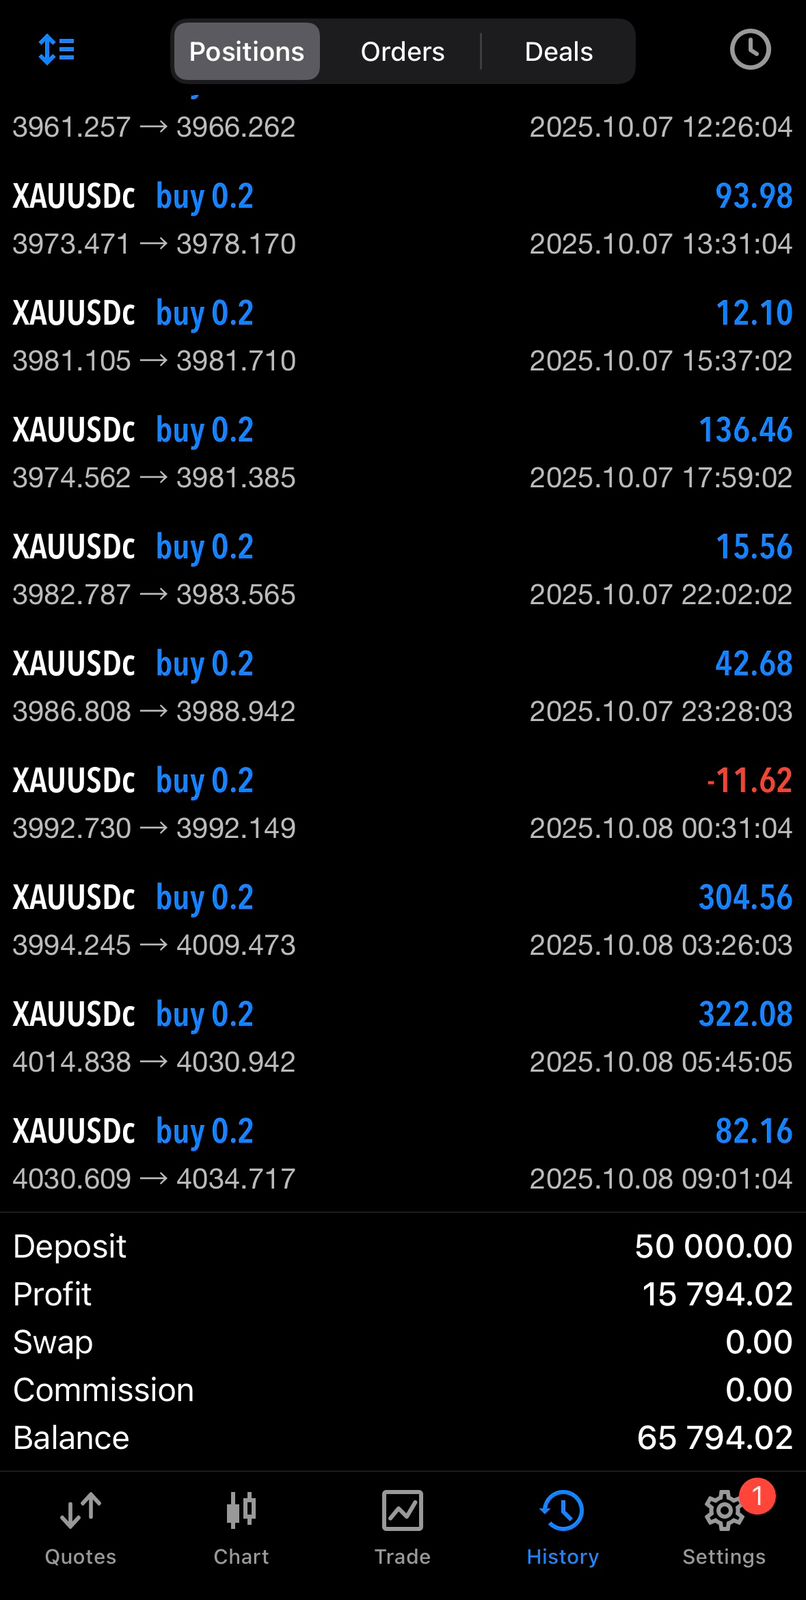 Positions Orders Deals
3961.257 → 3966.262 2025.10.07 12:26:04
XAUUSDc buy 0.2 93.98
3973.471 → 3978.170 2025.10.07 13:31:04
XAUUSDc buy 0.2 12.10
3981.105 → 3981.710 2025.10.07 15:37:02
XAUUSDc buy 0.2 136.46
3974.562 → 3981.385 2025.10.07 17:59:02
XAUUSDc buy 0.2 15.56
3982.787 → 3983.565 2025.10.07 22:02:02
XAUUSDc buy 0.2 42.68
3986.808 → 3988.942 2025.10.07 23:28:03
XAUUSDc buy 0.2 -11.62
3992.730 → 3992.149 2025.10.08 00:31:04
XAUUSDc buy 0.2 304.56
3994.245 → 4009.473 2025.10.08 03:26:03
XAUUSDc buy 0.2 322.08
4014.838 → 4030.942 2025.10.08 05:45:05
XAUUSDc buy 0.2 82.16
4030.609 → 4034.717 2025.10.08 09:01:04
Deposit 50 000.00
Profit 15 794.02
Swap 0.00
Commission 0.00
Balance 65 794.02
1
Quotes Chart Trade History Settings